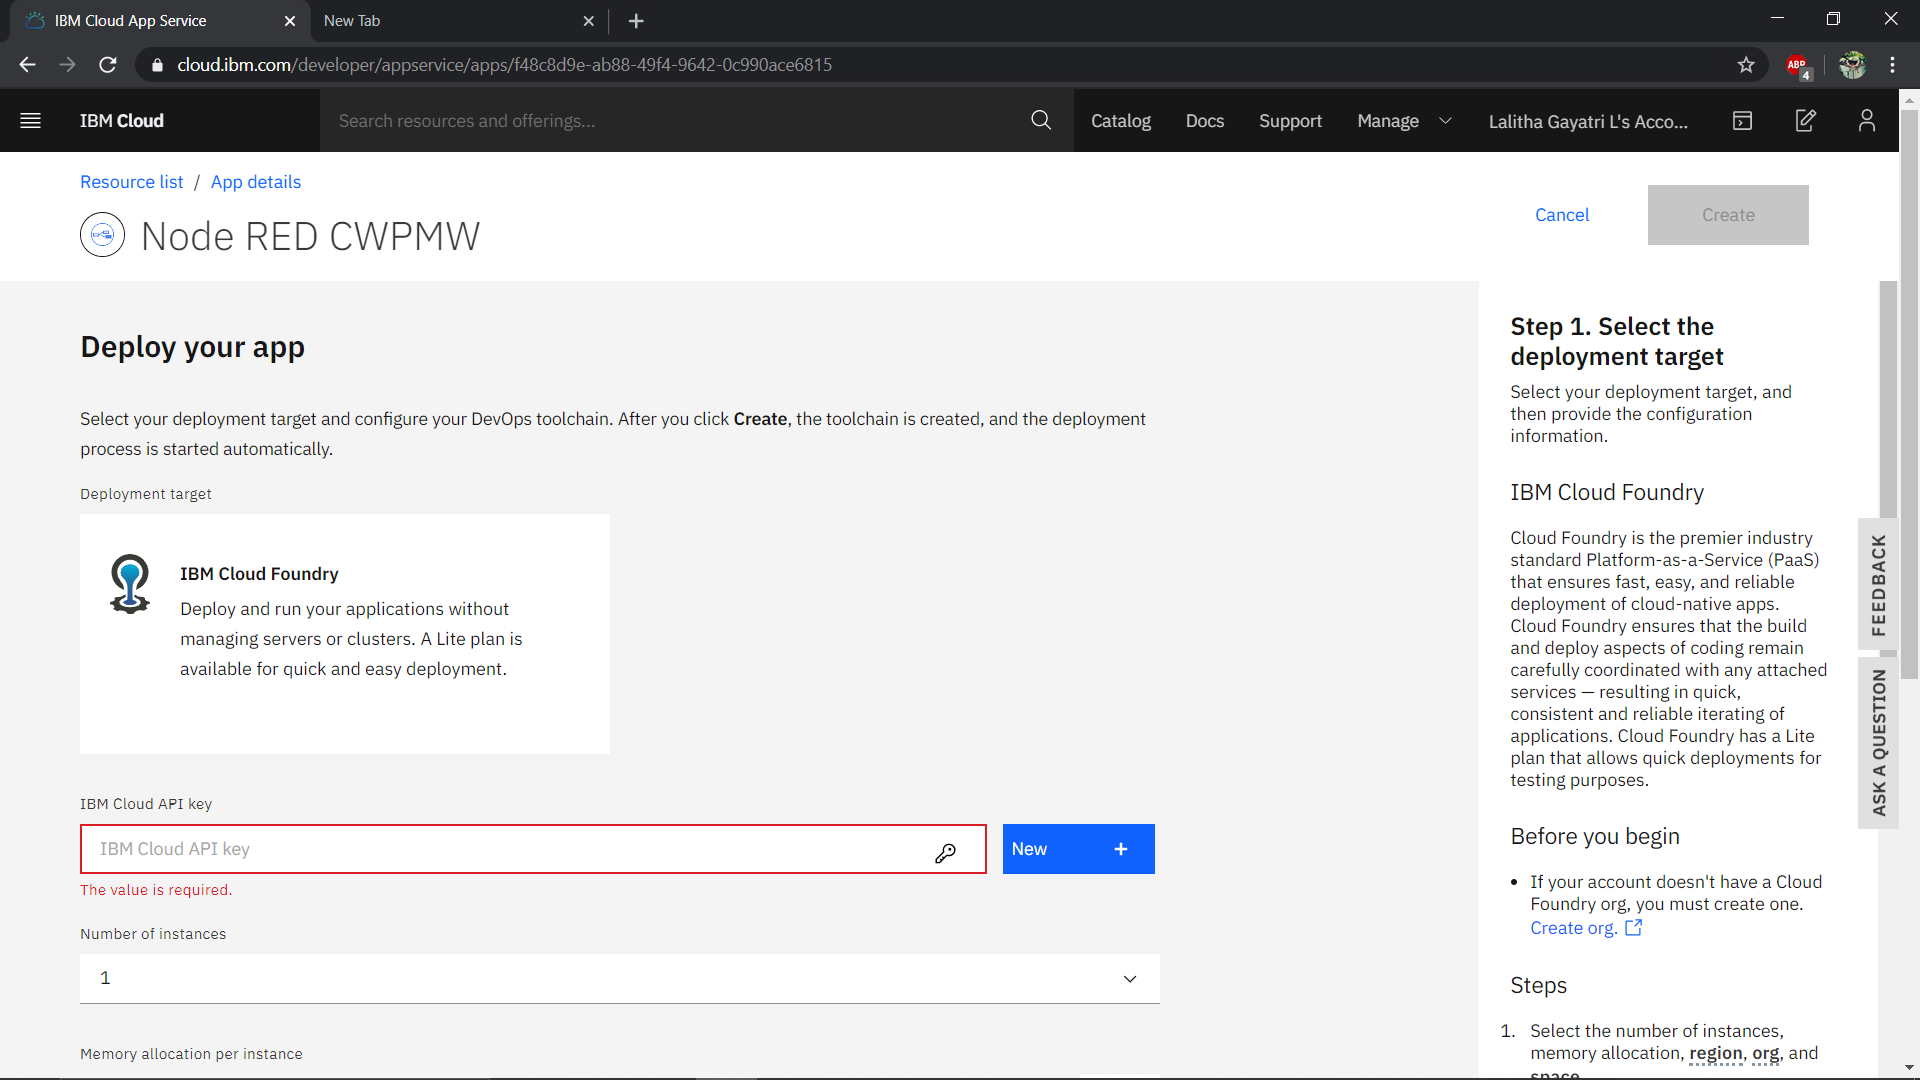 IBM Cloud App Service
New Tab
cloud.ibm.com/developer/appservice/apps/f48c8d9e-ab88-49f4-9642-0c990ace6815
ABP
4
IBM Cloud
Search resources and offerings...
Catalog
Docs
Support
Manage
Lalitha Gayatri L's Acco...
Resource list / App details
Node RED CWPMW
Cancel
Create
Deploy your app
Select your deployment target and configure your DevOps toolchain. After you click Create, the toolchain is created, and the deployment
process is started automatically.
Deployment target
IBM Cloud Foundry
Deploy and run your applications without
managing servers or clusters. A Lite plan is
available for quick and easy deployment.
IBM Cloud API key
IBM Cloud API key
New +
The value is required.
Number of instances
1
Memory allocation per instance
Step 1. Select the
deployment target
Select your deployment target, and
then provide the configuration
information.
IBM Cloud Foundry
Cloud Foundry is the premier industry
standard Platform-as-a-Service (PaaS)
that ensures fast, easy, and reliable
deployment of cloud-native apps.
Cloud Foundry ensures that the build
and deploy aspects of coding remain
carefully coordinated with any attached
services — resulting in quick,
consistent and reliable iterating of
applications. Cloud Foundry has a Lite
plan that allows quick deployments for
testing purposes.
Before you begin
• If your account doesn't have a Cloud
Foundry org, you must create one.
Create org.
Steps
1. Select the number of instances,
memory allocation, region, org, and
space
FEEDBACK
ASK A QUESTION